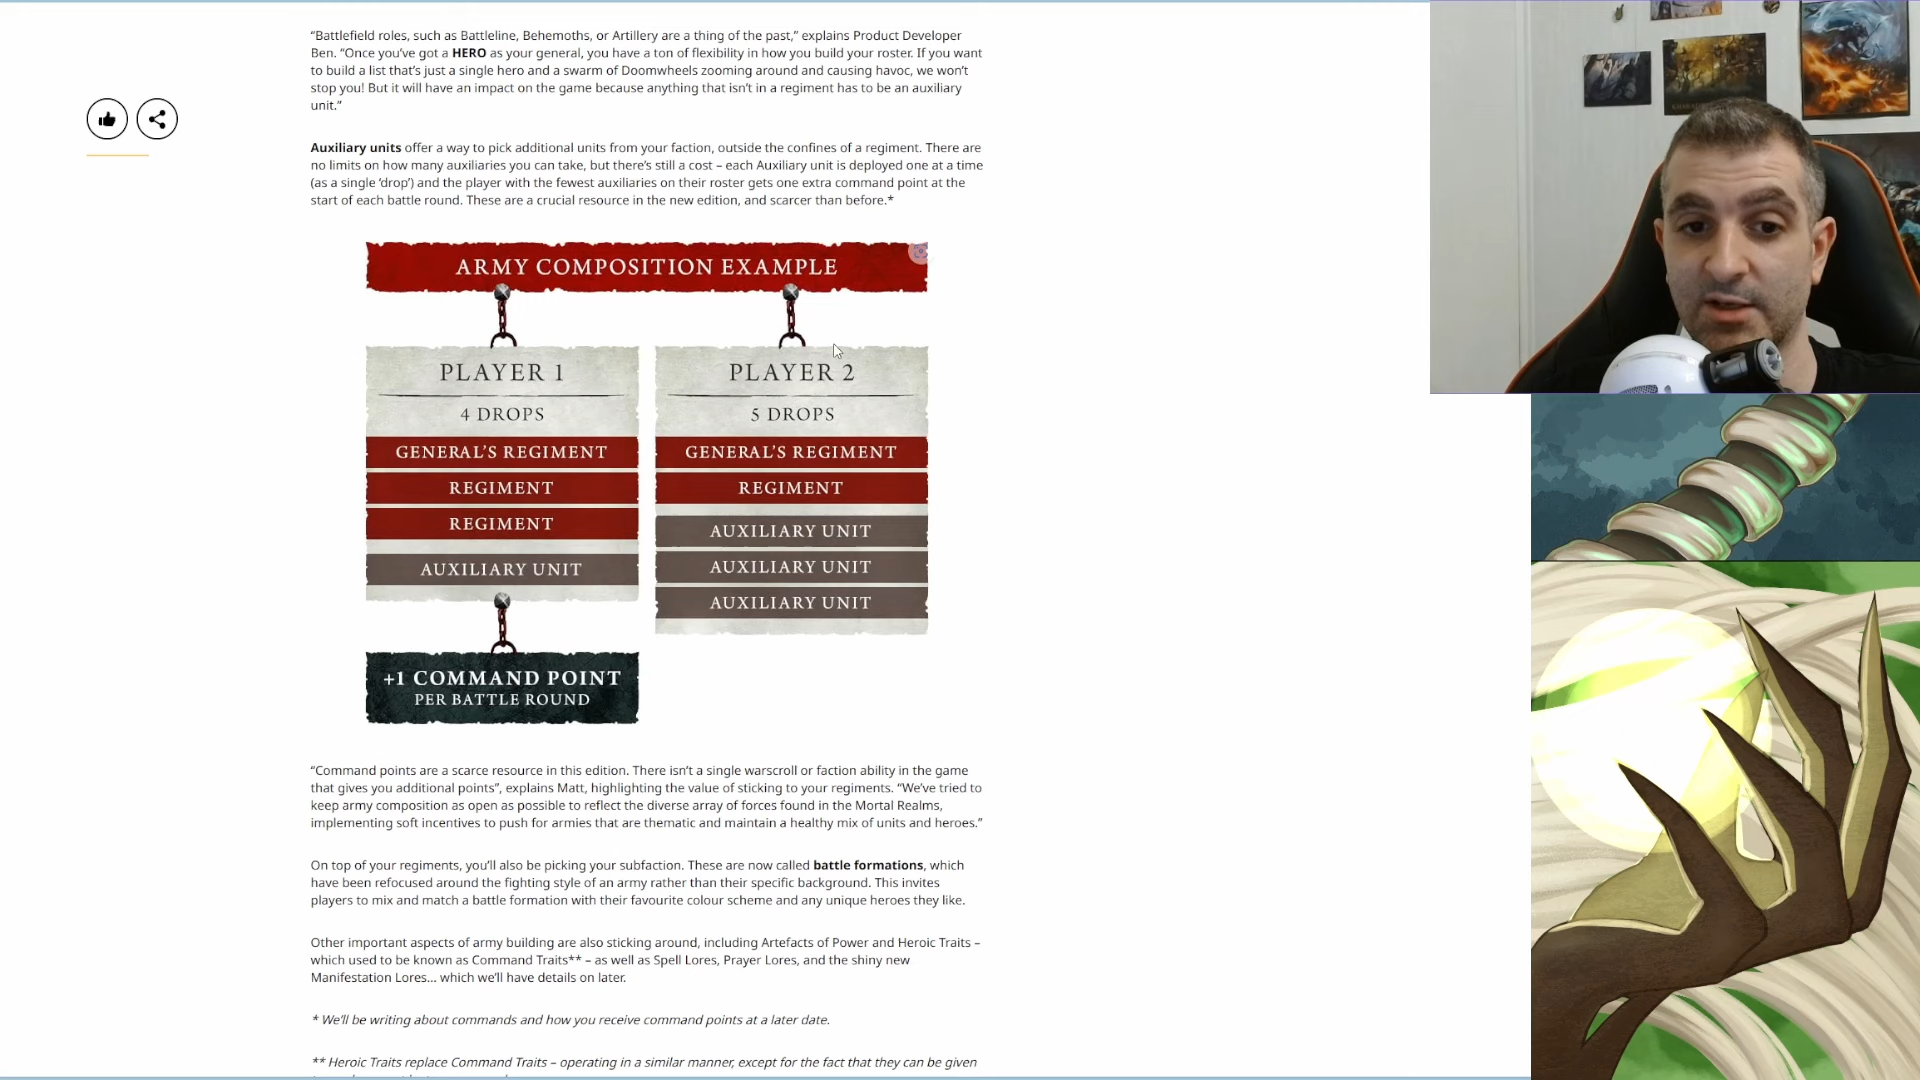 “Battlefield roles, such as Battleline, Behemoths, or Artillery are a thing of the past,” explains Product Developer
Ben. “Once you’ve got a HERO as your general, you have a ton of flexibility in how you build your roster. If you want
to build a list that’s just a single hero and a swarm of Doomwheels zooming around and causing havoc, we won’t
stop you! But it will have an impact on the game because anything that isn’t in a regiment has to be an auxiliary
unit.”
Auxiliary units offer a way to pick additional units from your faction, outside the confines of a regiment. There are
no limits on how many auxiliaries you can take, but there’s still a cost – each Auxiliary unit is deployed one at a time
(as a single ‘drop’) and the player with the fewest auxiliaries on their roster gets one extra command point at the
start of each battle round. These are a crucial resource in the new edition, and scarcer than before.*
ARMY COMPOSITION EXAMPLE
PLAYER 1
4 DROPS
GENERAL’S REGIMENT
REGIMENT
REGIMENT
AUXILIARY UNIT
+1 COMMAND POINT
PER BATTLE ROUND
PLAYER 2
5 DROPS
GENERAL’S REGIMENT
REGIMENT
AUXILIARY UNIT
AUXILIARY UNIT
AUXILIARY UNIT
“Command points are a scarce resource in this edition. There isn’t a single warscroll or faction ability in the game
that gives you additional points”, explains Matt, highlighting the value of sticking to your regiments. “We’ve tried to
keep army composition as open as possible to reflect the diverse array of forces found in the Mortal Realms,
implementing soft incentives to push for armies that are thematic and maintain a healthy mix of units and heroes.”
On top of your regiments, you’ll also be picking your subfaction. These are now called battle formations, which
have been refocused around the fighting style of an army rather than their specific background. This invites
players to mix and match a battle formation with their favourite colour scheme and any unique heroes they like.
Other important aspects of army building are also sticking around, including Artefacts of Power and Heroic Traits –
which used to be known as Command Traits** – as well as Spell Lores, Prayer Lores, and the shiny new
Manifestation Lores… which we’ll have details on later.
* We’ll be writing about commands and how you receive command points at a later date.
** Heroic Traits replace Command Traits – operating in a similar manner, except for the fact that they can be given